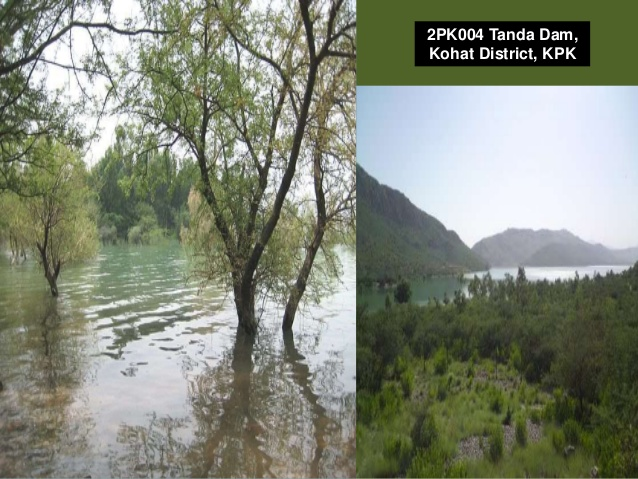 2PK004 Tanda Dam,
Kohat District, KPK